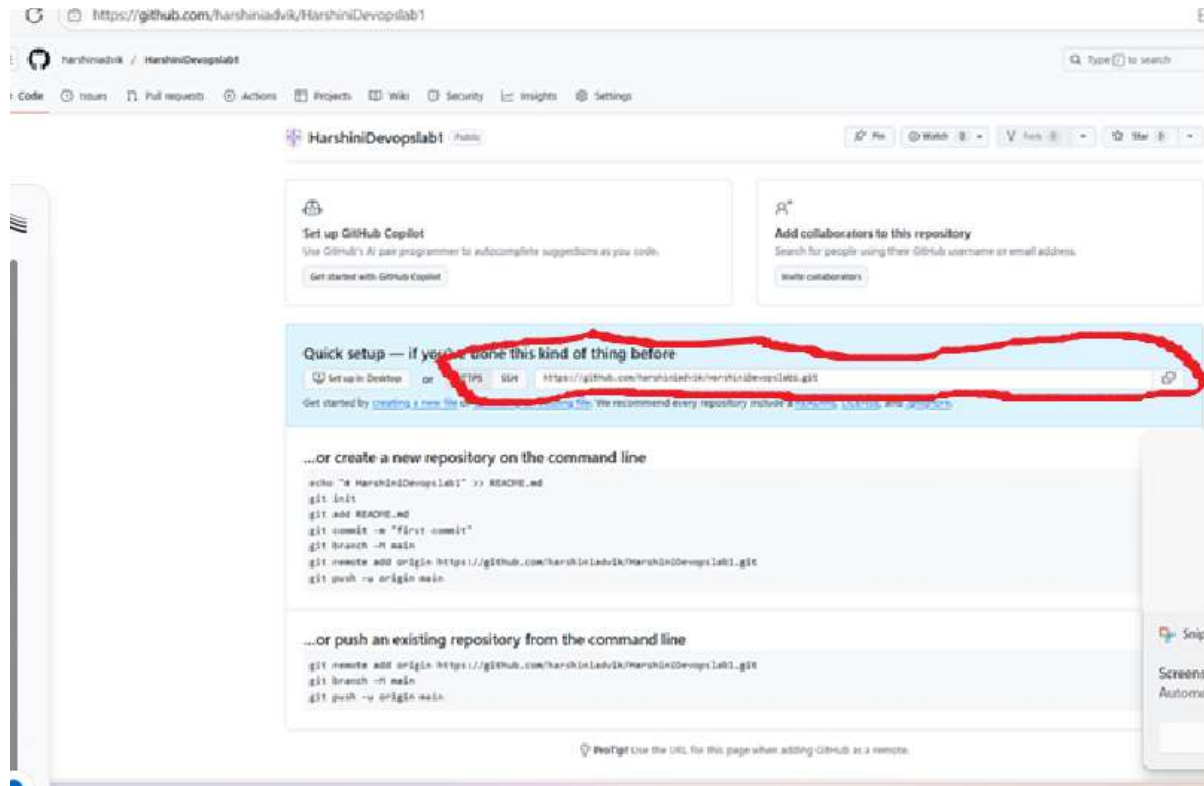 https://github.com/harshiniadvik/HarshiniDevopslab1
harshiniadvik / HarshiniDevopslab1
Type / to search
Code Issues Pull requests Actions Projects Wiki Security Insights Settings
HarshiniDevopslab1 Public
Pin Watch 0 Fork 0 Star 0
Set up GitHub Copilot
Use GitHub's AI pair programmer to autocomplete suggestions as you code.
Get started with GitHub Copilot
Add collaborators to this repository
Search for people using their GitHub username or email address.
Invite collaborators
Quick setup — if you've done this kind of thing before
Set up in Desktop or HTTPS SSH https://github.com/harshiniadvik/HarshiniDevopslab1.git
Get started by creating a new file or existing file. We recommend every repository include a README, LICENSE, and .gitignore.
...or create a new repository on the command line
echo "# HarshiniDevopslab1" >> README.md
git init
git add README.md
git commit -m "first commit"
git branch -M main
git remote add origin https://github.com/harshiniadvik/HarshiniDevopslab1.git
git push -u origin main
...or push an existing repository from the command line
git remote add origin https://github.com/harshiniadvik/HarshiniDevopslab1.git
git branch -M main
git push -u origin main
Snip
Screens
Automa
ProTip! Use the URL for this page when adding GitHub as a remote.